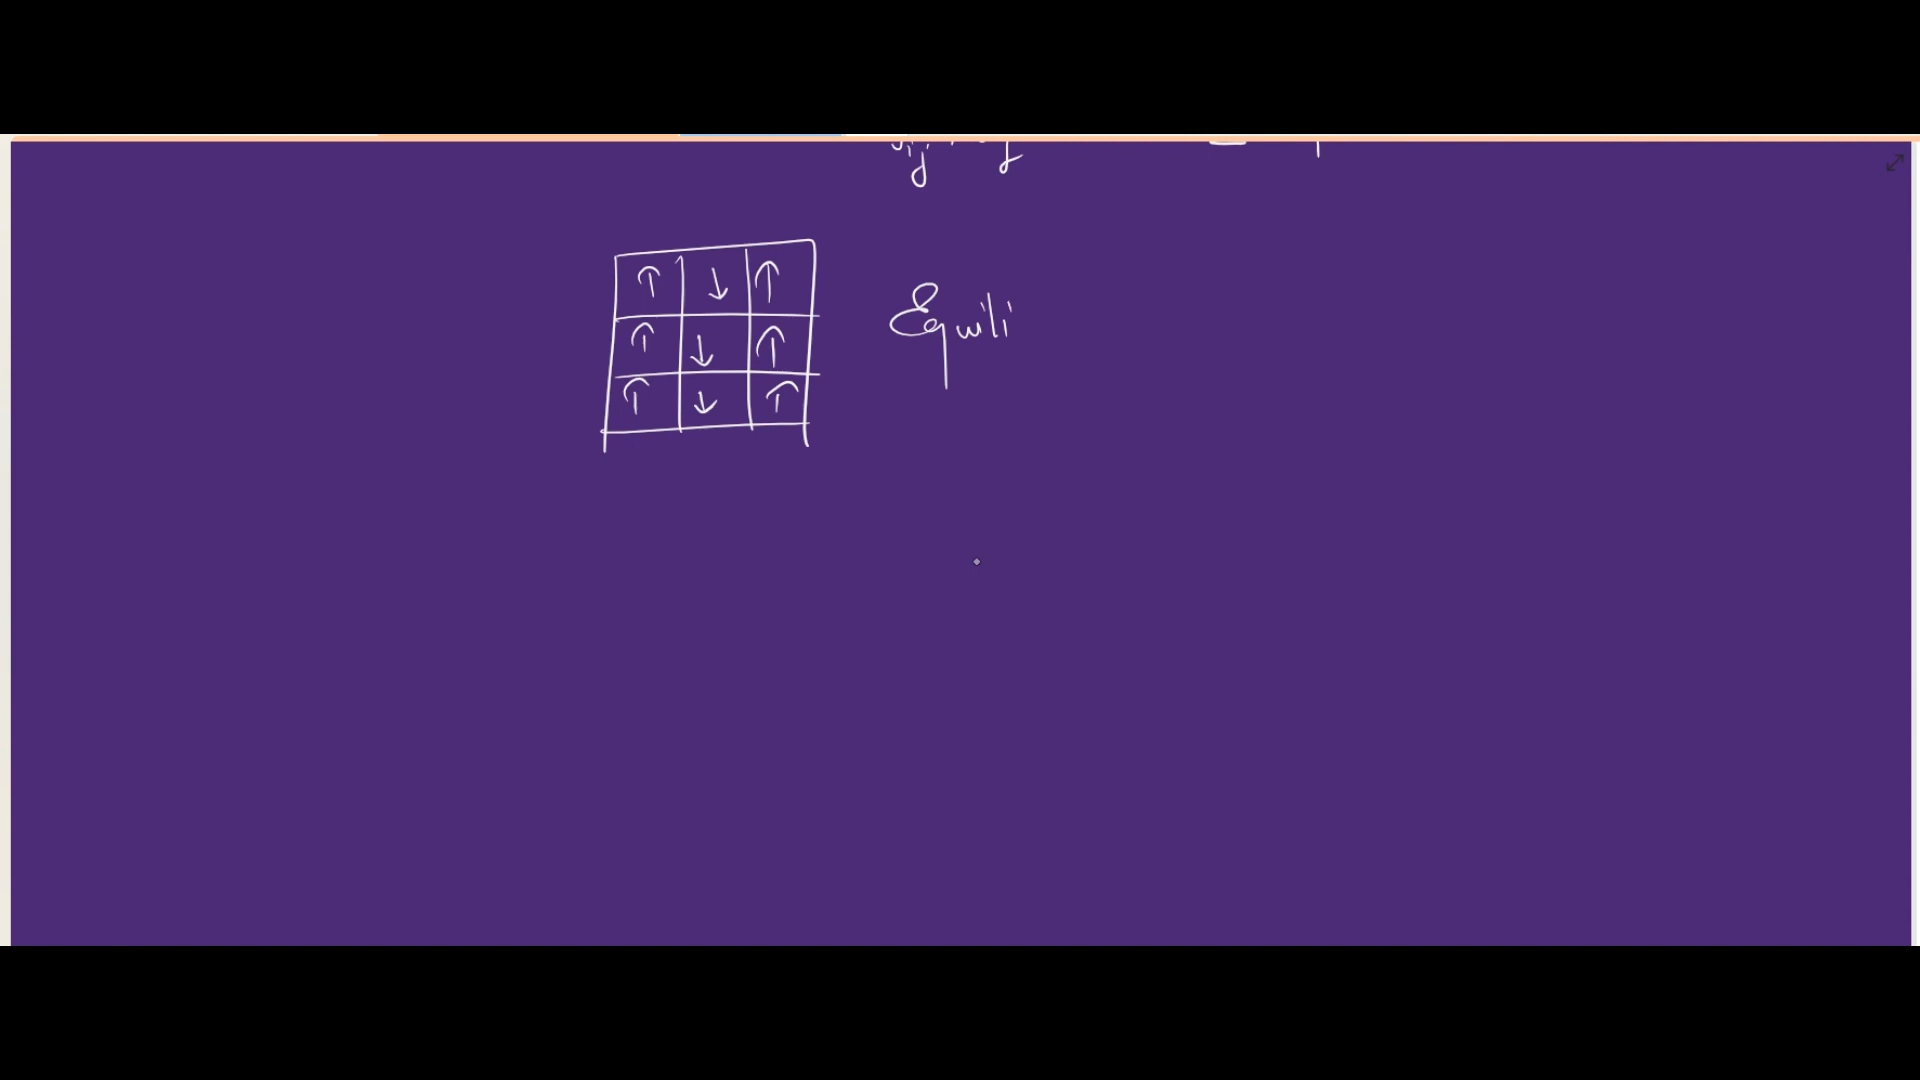 ↑ ↓ ↑
↑ ↓ ↑
↑ ↓ ↑
Equili